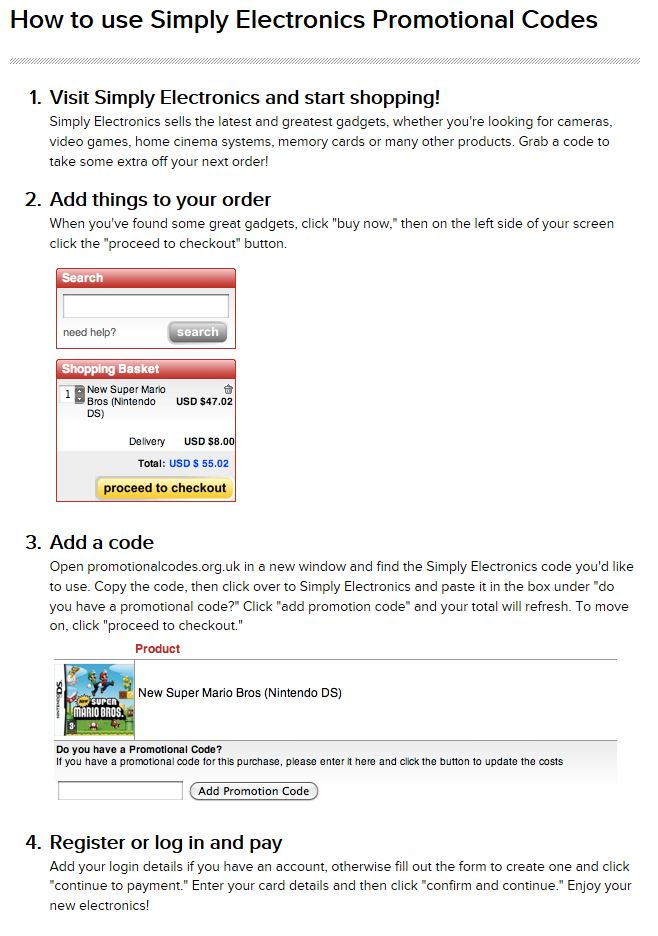 How to use Simply Electronics Promotional Codes
1. Visit Simply Electronics and start shopping!
Simply Electronics sells the latest and greatest gadgets, whether you're looking for cameras,
video games, home cinema systems, memory cards or many other products. Grab a code to
take some extra off your next order!
2. Add things to your order
When you've found some great gadgets, click "buy now," then on the left side of your screen
click the "proceed to checkout" button.
Search
need help? search
Shopping Basket
1 New Super Mario
Bros (Nintendo USD $47.02
DS)
Delivery USD $8.00
Total: USD $ 55.02
proceed to checkout
3. Add a code
Open promotionalcodes.org.uk in a new window and find the Simply Electronics code you'd like
to use. Copy the code, then click over to Simply Electronics and paste it in the box under "do
you have a promotional code?" Click "add promotion code" and your total will refresh. To move
on, click "proceed to checkout."
Product
NEW SUPER
MARIO BROS.
New Super Mario Bros (Nintendo DS)
Do you have a Promotional Code?
If you have a promotional code for this purchase, please enter it here and click the button to update the costs
Add Promotion Code
4. Register or log in and pay
Add your login details if you have an account, otherwise fill out the form to create one and click
"continue to payment." Enter your card details and then click "confirm and continue." Enjoy your
new electronics!